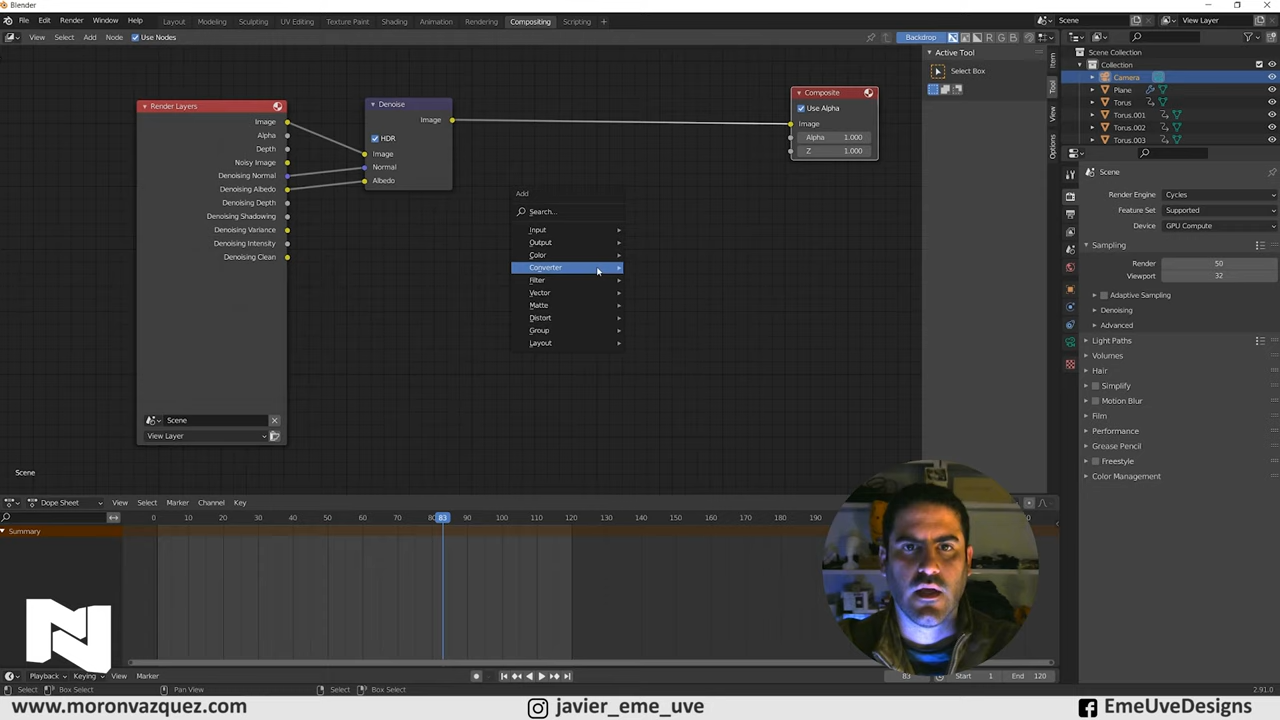 Blender
File Edit Render Window Help Layout Modeling Sculpting UV Editing Texture Paint Shading Animation Rendering Compositing Scripting + Scene View Layer
View Select Add Node Use Nodes Backdrop R G B
Active Tool
Select Box
Item
Tool
View
Options
Scene Collection
Collection
Camera
Plane
Torus
Torus.001
Torus.002
Torus.003
Render Layers
Image
Alpha
Depth
Noisy Image
Denoising Normal
Denoising Albedo
Denoising Depth
Denoising Shadowing
Denoising Variance
Denoising Intensity
Denoising Clean
Scene
View Layer
Denoise
Image
HDR
Image
Normal
Albedo
Composite
Use Alpha
Image
Alpha 1.000
Z 1.000
Add
Search...
Input
Output
Color
Converter
Filter
Vector
Matte
Distort
Group
Layout
Scene
Render Engine Cycles
Feature Set Supported
Device GPU Compute
Sampling
Render 50
Viewport 32
Adaptive Sampling
Denoising
Advanced
Light Paths
Volumes
Hair
Simplify
Motion Blur
Film
Performance
Grease Pencil
Freestyle
Color Management
Scene
Dope Sheet View Select Marker Channel Key
0 10 20 30 40 50 60 70 80 83 90 100 110 120 130 140 150 160 170 180 190
Summary
N
Playback Keying View Marker 83 Start 1 End 120
Select Box Select Pan View Select Box Select 2.91.0
www.moronvazquez.com javier_eme_uve EmeUveDesigns